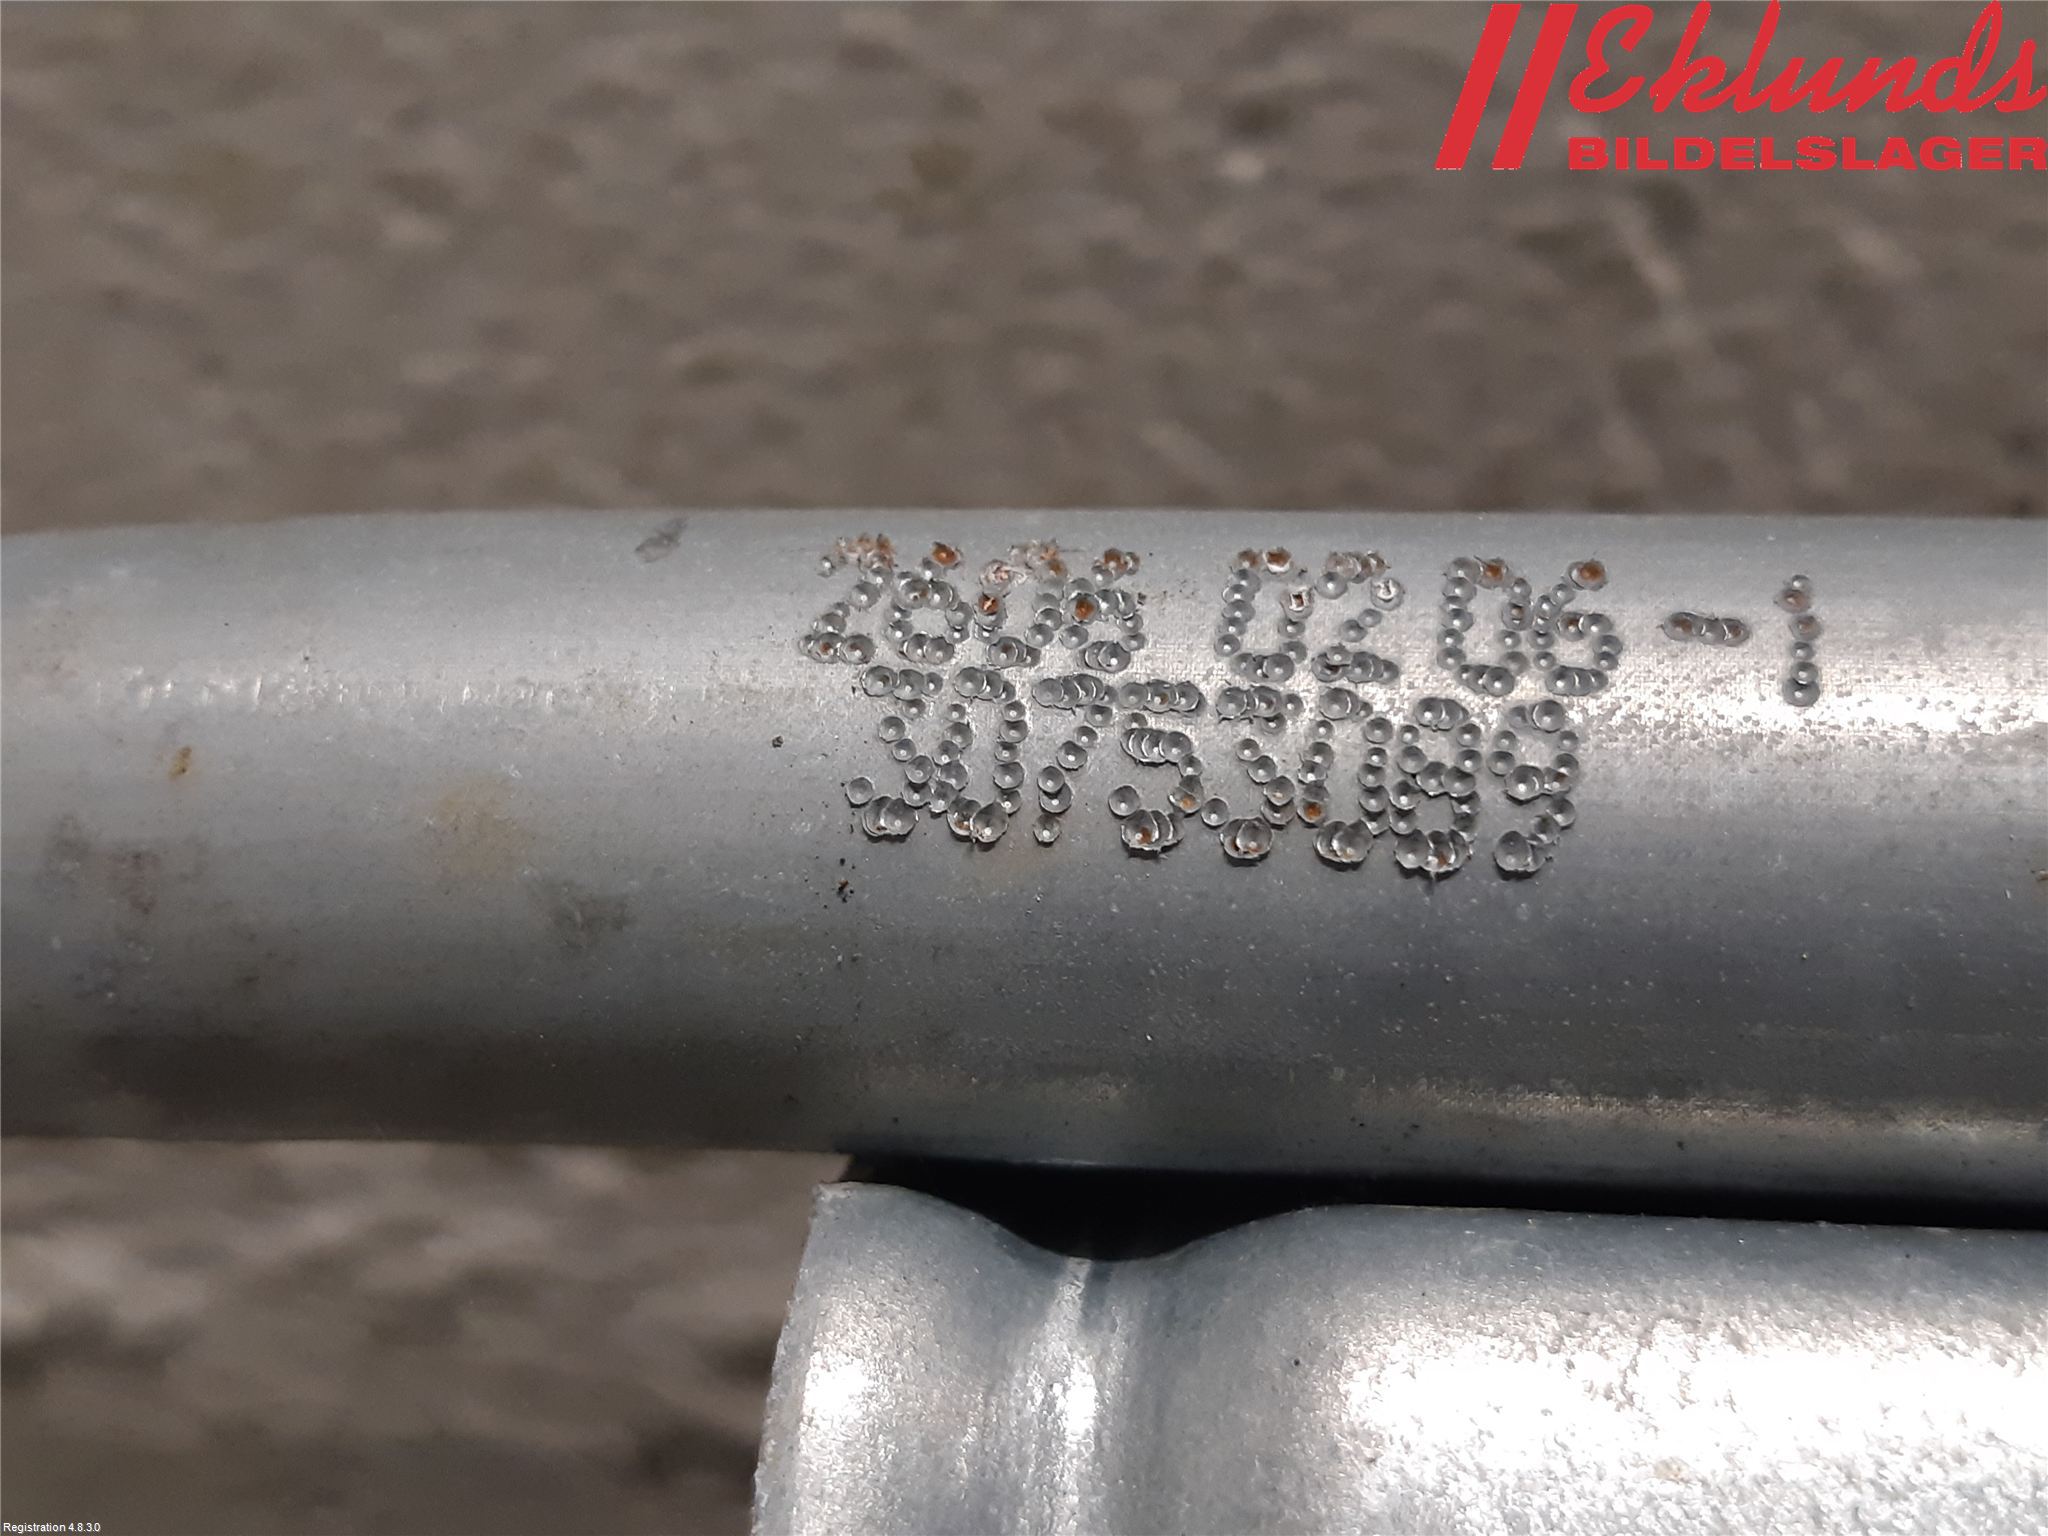 Eklunds
BILDELSLAGER
2006 02 06 -1
30753089
Registration 4.8.3.0